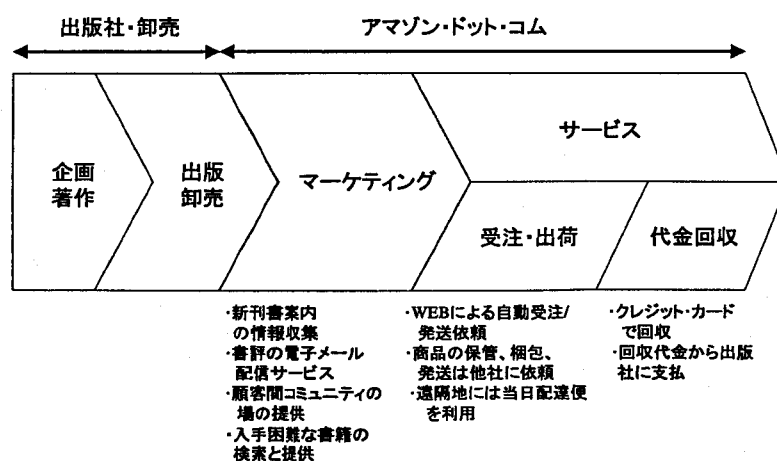 出版社・卸売
アマゾン・ドット・コム
企画
著作
出版
卸売
マーケティング
サービス
受注・出荷
代金回収
・新刊書案内
の情報収集
・書評の電子メール
配信サービス
・顧客間コミュニティの
場の提供
・入手困難な書籍の
検索と提供
・WEBによる自動受注/
発送依頼
・商品の保管、梱包、
発送は他社に依頼
・遠隔地には当日配達便
を利用
・クレジット・カード
で回収
・回収代金から出版
社に支払